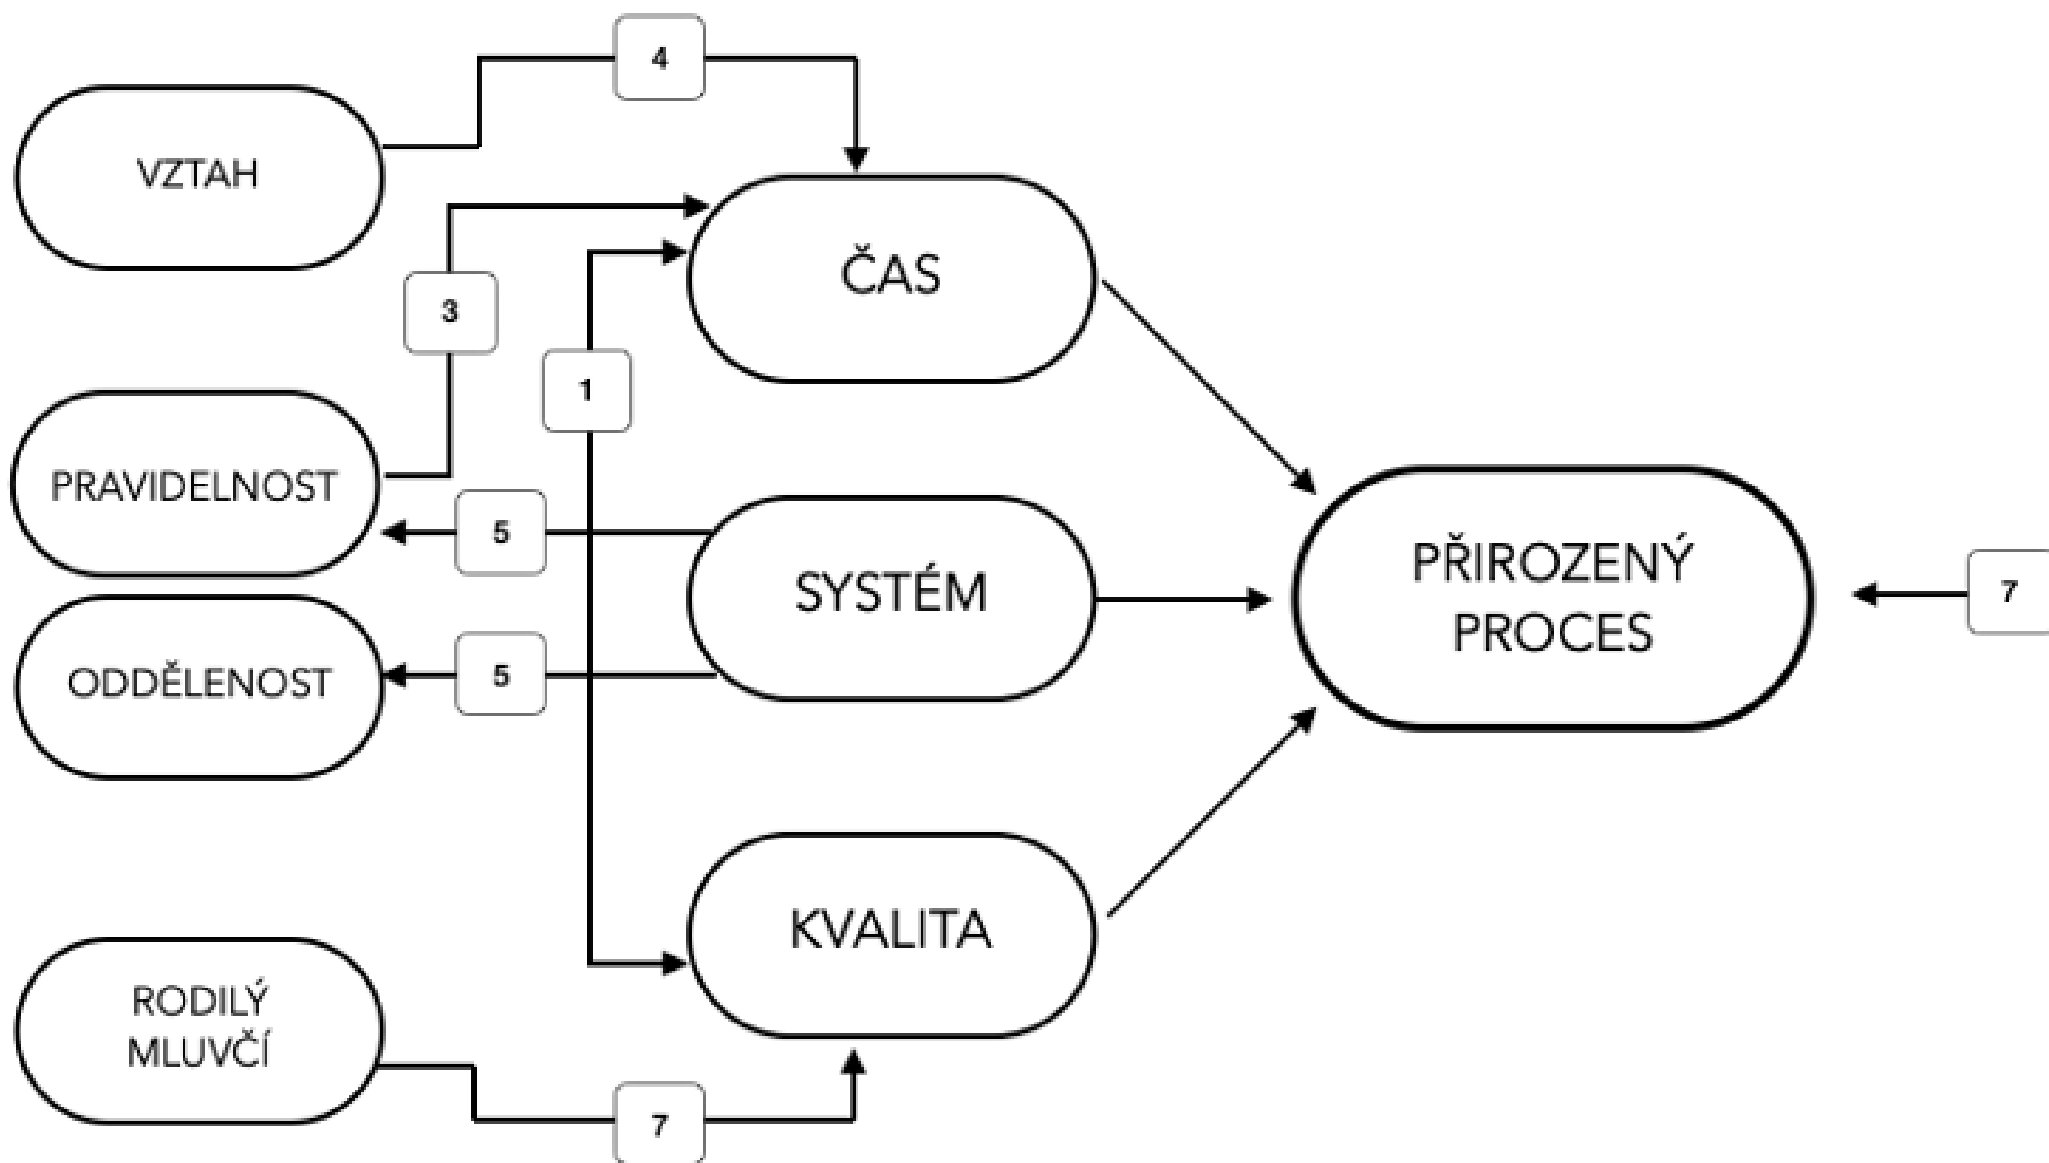 4
VZTAH
ČAS
3
1
PRAVIDELNOST
5
SYSTÉM
PŘIROZENÝ
PROCES
7
ODDĚLENOST
5
KVALITA
RODILÝ
MLUVČÍ
7